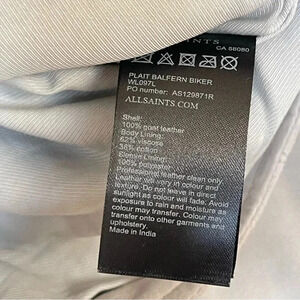 CA 58080
PLAIT BALFERN BIKER
WL097L
PO number: AS129871R
ALLSAINTS.COM
Shell:
100% goat leather
Body Lining:
62% viscose
38% cotton
Sleeve Lining:
100% polyester
Professional leather clean only
Leather will vary in colour and
texture. Do not leave in direct
sunlight as colour will fade. Avoid
exposure to rain and moisture as
colour may transfer. Colour may
transfer onto other garments and
upholstery.
Made in India